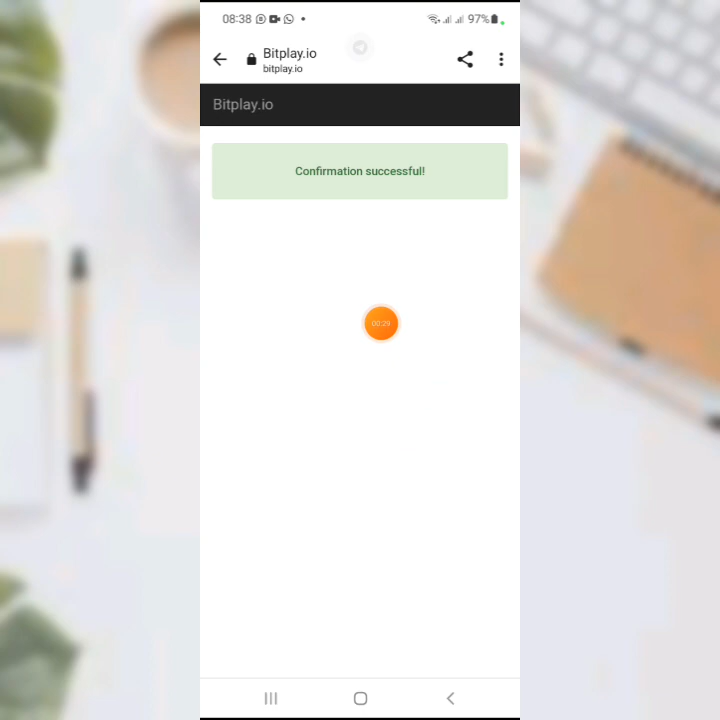 08:38 97%
Bitplay.io
bitplay.io
Bitplay.io
Confirmation successful!
00:29